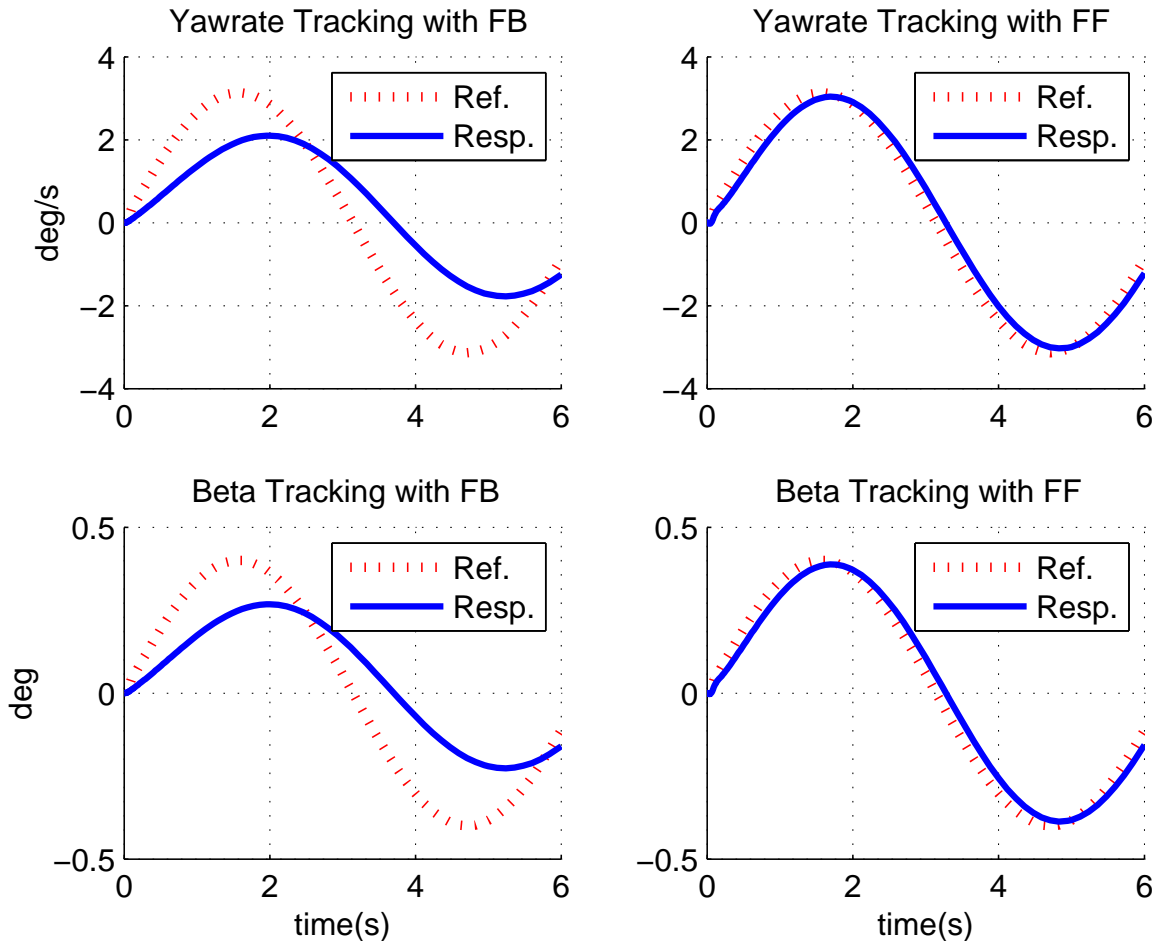 Yawrate Tracking with FB
4
2
0
−2
−4
deg/s
0 2 4 6
Ref.
Resp.
Yawrate Tracking with FF
4
2
0
−2
−4
0 2 4 6
Ref.
Resp.
Beta Tracking with FB
0.5
0
−0.5
deg
0 2 4 6
time(s)
Ref.
Resp.
Beta Tracking with FF
0.5
0
−0.5
0 2 4 6
time(s)
Ref.
Resp.